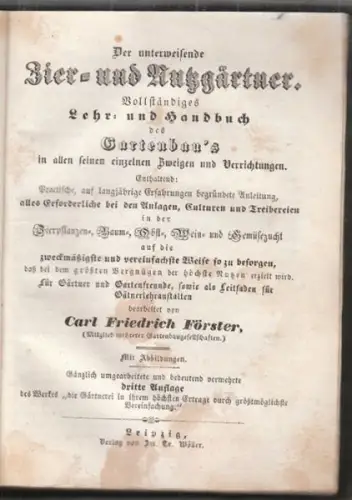 Der unterweisende
Zier- und Nutzgärtner.
Vollständiges
Lehr- und Handbuch
des
Gartenbau's
in allen seinen einzelnen Zweigen und Verrichtungen.
Enthaltend:
Practische, auf langjährige Erfahrungen begründete Anleitung,
alles Erforderliche bei den Anlagen, Culturen und Treibereien
in der
Zierpflanzen-, Baum-, Obst-, Wein- und Gemüsezucht
auf die
zweckmäßigste und vereinfachste Weise so zu besorgen,
daß bei dem größten Vergnügen der höchste Nutzen erzielt wird.
Für Gärtner und Gartenfreunde, sowie als Leitfaden für
Gärtnerlehranstalten
bearbeitet von
Carl Friedrich Förster,
(Mitglied mehrerer Gartenbaugesellschaften.)
Mit Abbildungen.
Gänzlich umgearbeitete und bedeutend vermehrte
dritte Auflage
des Werkes „die Gärtnerei in ihrem höchsten Ertrage durch größtmöglichste
Vereinfachung."
Leipzig,
Verlag von Im. Tr. Wöller.